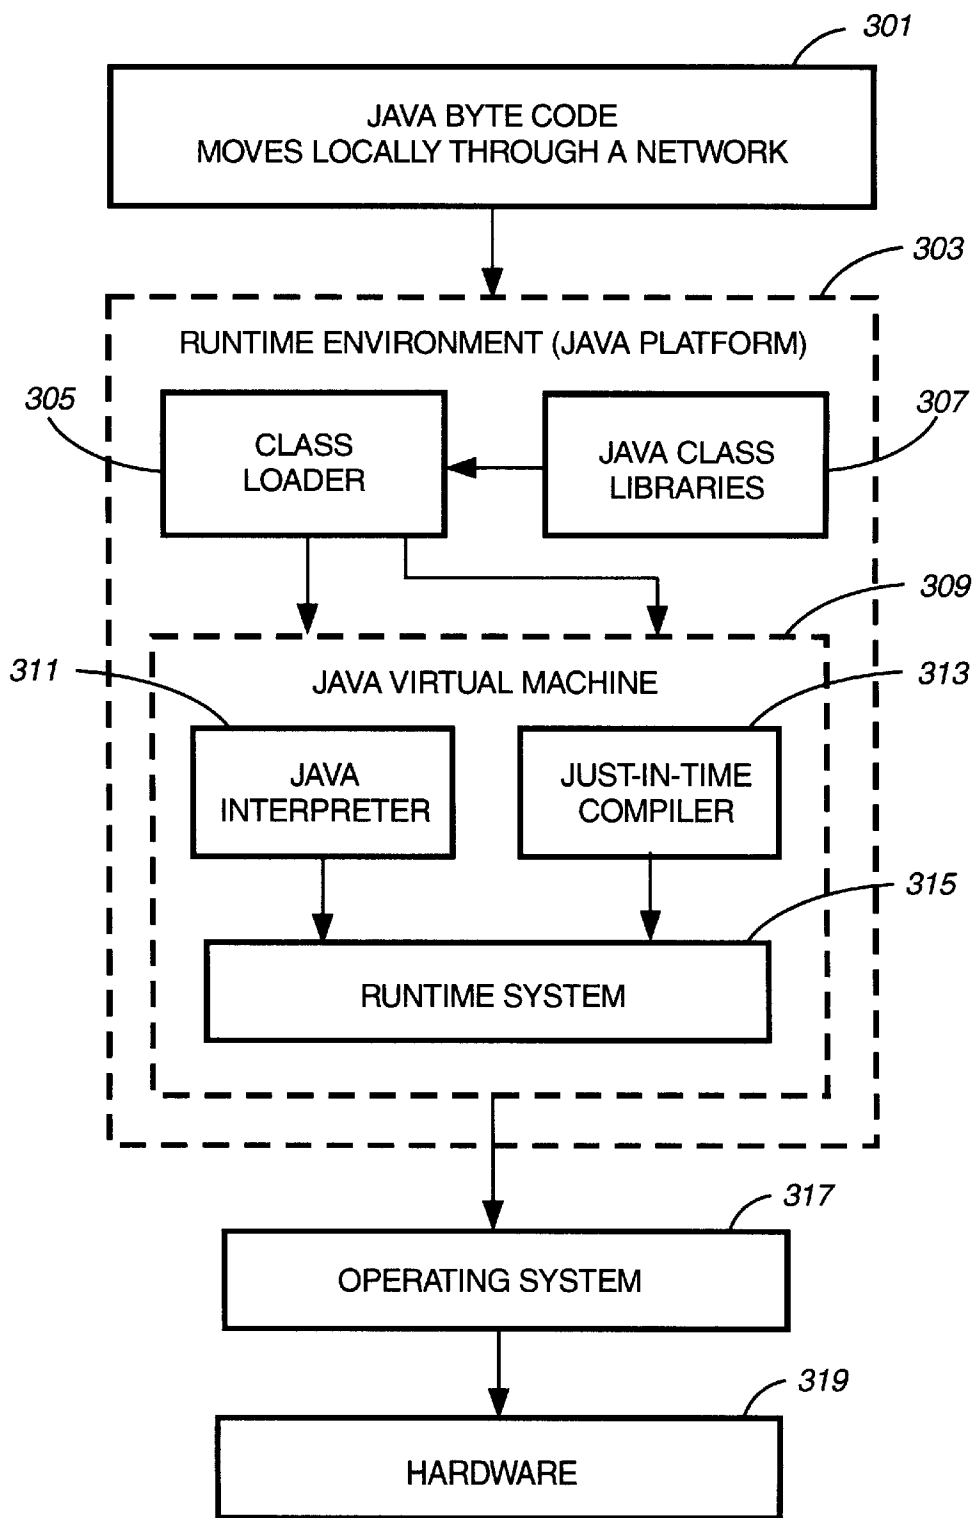 301
JAVA BYTE CODE
MOVES LOCALLY THROUGH A NETWORK
303
RUNTIME ENVIRONMENT (JAVA PLATFORM)
305
CLASS
LOADER
JAVA CLASS
LIBRARIES
307
309
JAVA VIRTUAL MACHINE
311
313
JAVA
INTERPRETER
JUST-IN-TIME
COMPILER
315
RUNTIME SYSTEM
317
OPERATING SYSTEM
319
HARDWARE